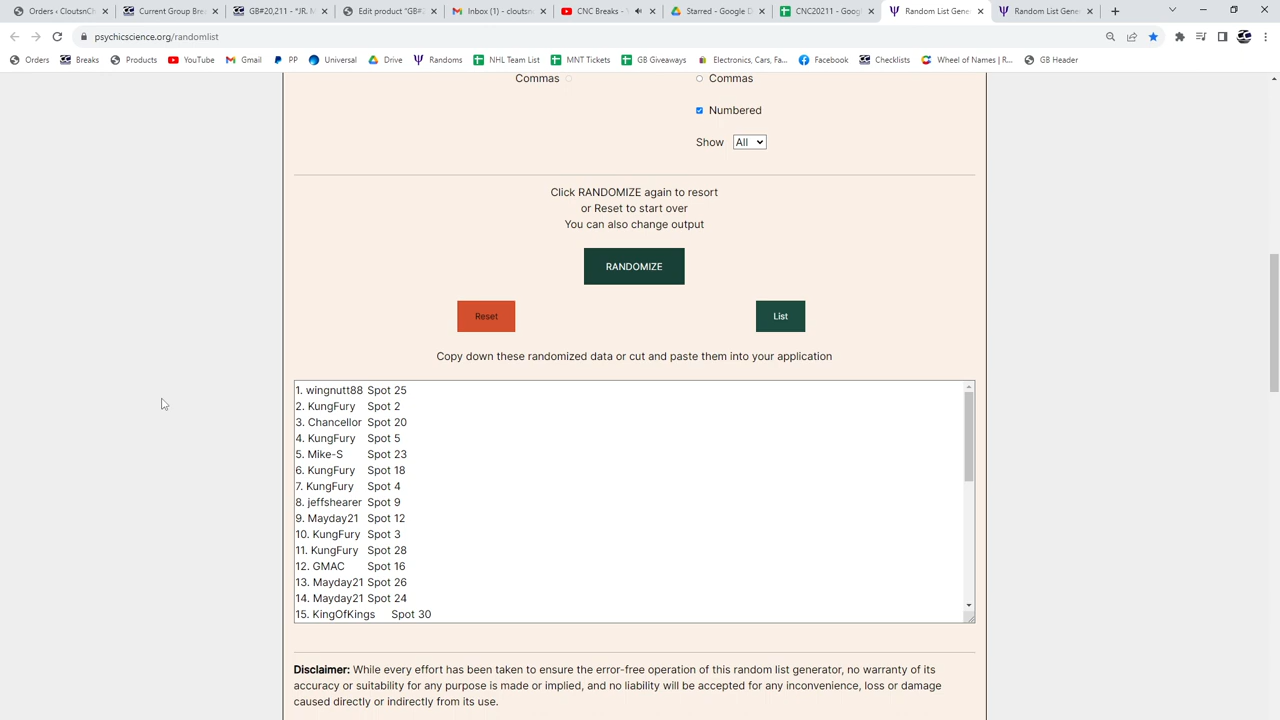 Orders < CloutsnCh
Current Group Break
GB#20,211 - *JR. M
Edit product "GB#20
Inbox (1) - cloutsnc
CNC Breaks -
Starred - Google D
CNC20211 - Goog
Random List Gene
Random List Gene
psychicscience.org/randomlist
Orders
Breaks
Products
YouTube
Gmail
PP
Universal
Drive
Randoms
NHL Team List
MNT Tickets
GB Giveaways
Electronics, Cars, Fa...
Facebook
Checklists
Wheel of Names | R...
GB Header
Commas
Commas
Numbered
Show All
Click RANDOMIZE again to resort
or Reset to start over
You can also change output
RANDOMIZE
Reset
List
Copy down these randomized data or cut and paste them into your application
1. wingnutt88 Spot 25
2. KungFury Spot 2
3. Chancellor Spot 20
4. KungFury Spot 5
5. Mike-S Spot 23
6. KungFury Spot 18
7. KungFury Spot 4
8. jeffshearer Spot 9
9. Mayday21 Spot 12
10. KungFury Spot 3
11. KungFury Spot 28
12. GMAC Spot 16
13. Mayday21 Spot 26
14. Mayday21 Spot 24
15. KingOfKings Spot 30
Disclaimer: While every effort has been taken to ensure the error-free operation of this random list generator, no warranty of its
accuracy or suitability for any purpose is made or implied, and no liability will be accepted for any inconvenience, loss or damage
caused directly or indirectly from its use.